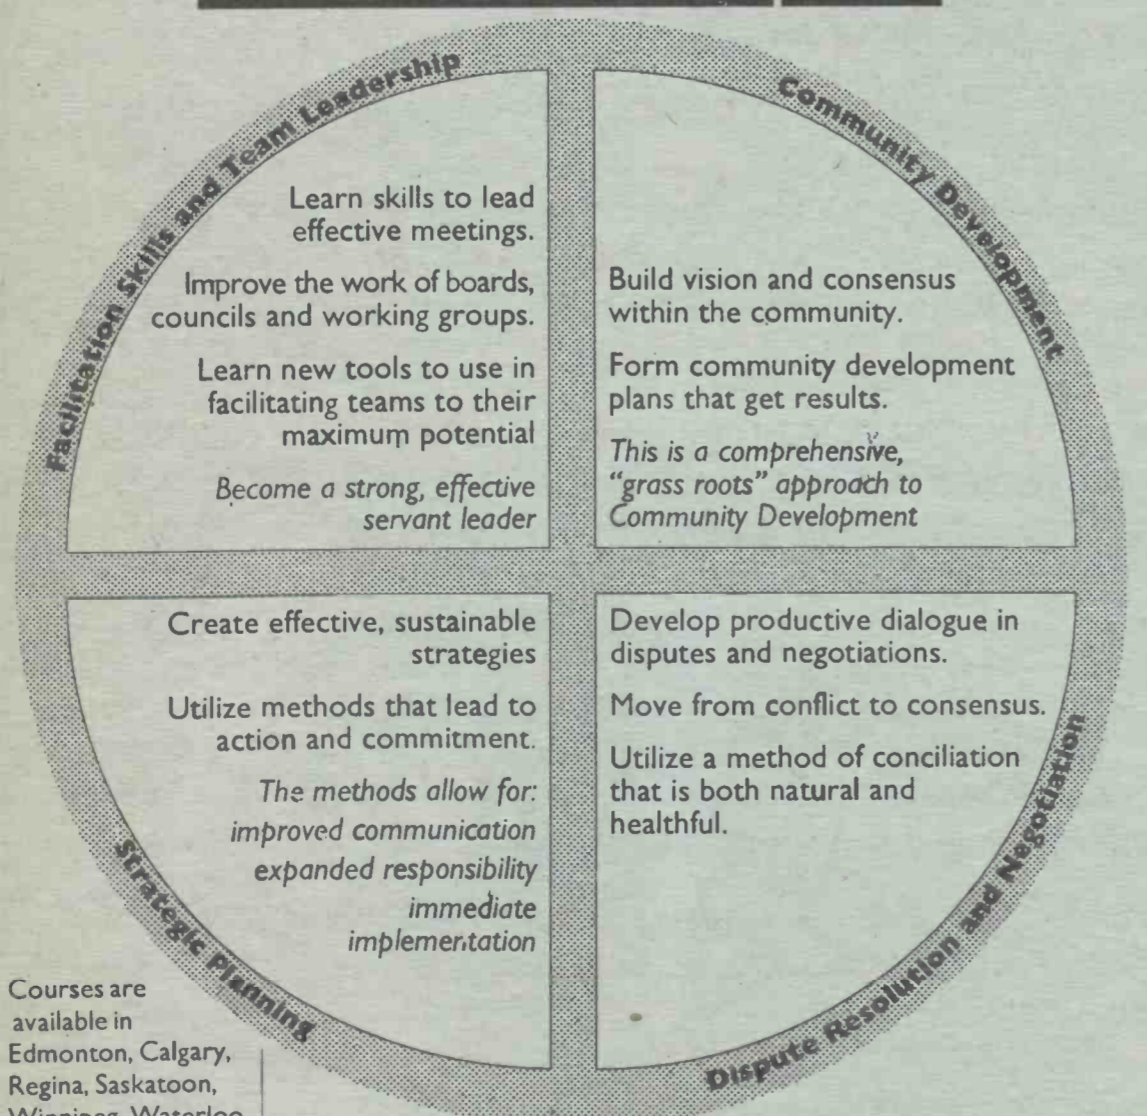 Facilitation Skills and Team Leadership
Learn skills to lead
effective meetings.
Improve the work of boards,
councils and working groups.
Learn new tools to use in
facilitating teams to their
maximum potential
Become a strong, effective
servant leader
Community Development
Build vision and consensus
within the community.
Form community development
plans that get results.
This is a comprehensive,
"grass roots" approach to
Community Development
Strategic Planning
Create effective, sustainable
strategies
Utilize methods that lead to
action and commitment.
The methods allow for:
improved communication
expanded responsibility
immediate
implementation
Dispute Resolution and Negotiation
Develop productive dialogue in
disputes and negotiations.
Move from conflict to consensus.
Utilize a method of conciliation
that is both natural and
healthful.
Courses are
available in
Edmonton, Calgary,
Regina, Saskatoon,
Winnipeg, Waterloo